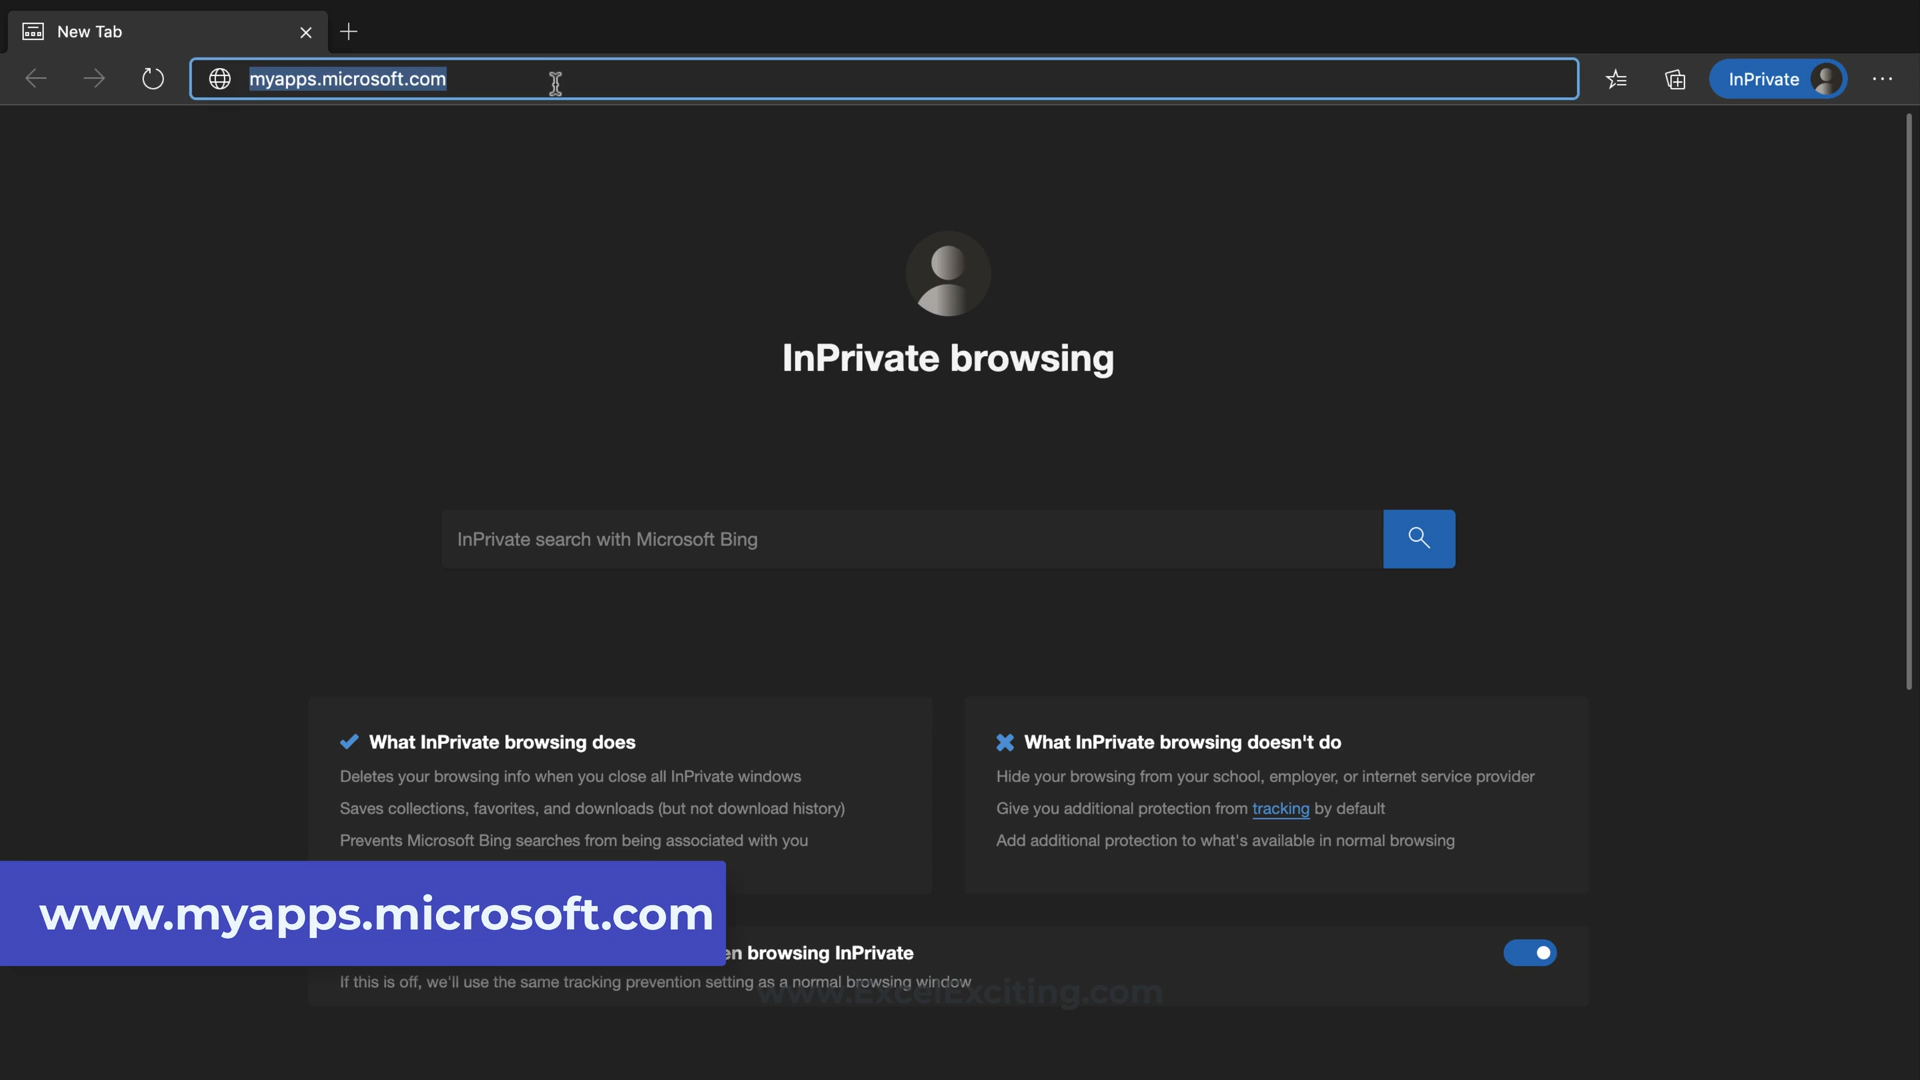 New Tab
myapps.microsoft.com
InPrivate
InPrivate browsing
InPrivate search with Microsoft Bing
What InPrivate browsing does
Deletes your browsing info when you close all InPrivate windows
Saves collections, favorites, and downloads (but not download history)
Prevents Microsoft Bing searches from being associated with you
What InPrivate browsing doesn't do
Hide your browsing from your school, employer, or internet service provider
Give you additional protection from tracking by default
Add additional protection to what's available in normal browsing
www.myapps.microsoft.com
en browsing InPrivate
If this is off, we'll use the same tracking prevention setting as a normal browsing window
www.ExcelExciting.com